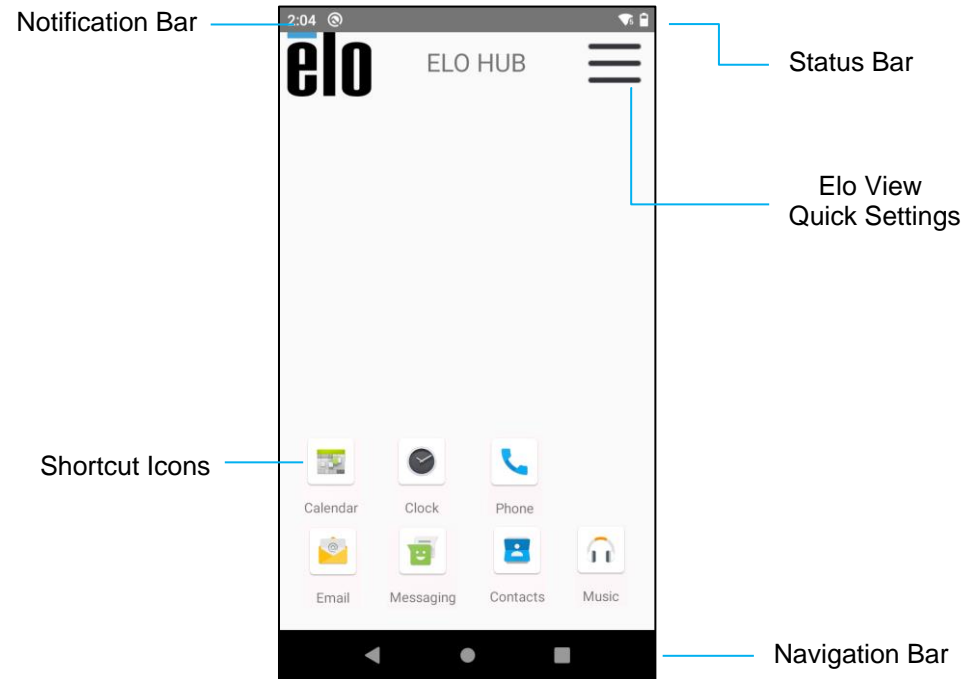 Notification Bar
2:04
Status Bar
elo
ELO HUB
Elo View
Quick Settings
Shortcut Icons
Calendar
Clock
Phone
Email
Messaging
Contacts
Music
Navigation Bar